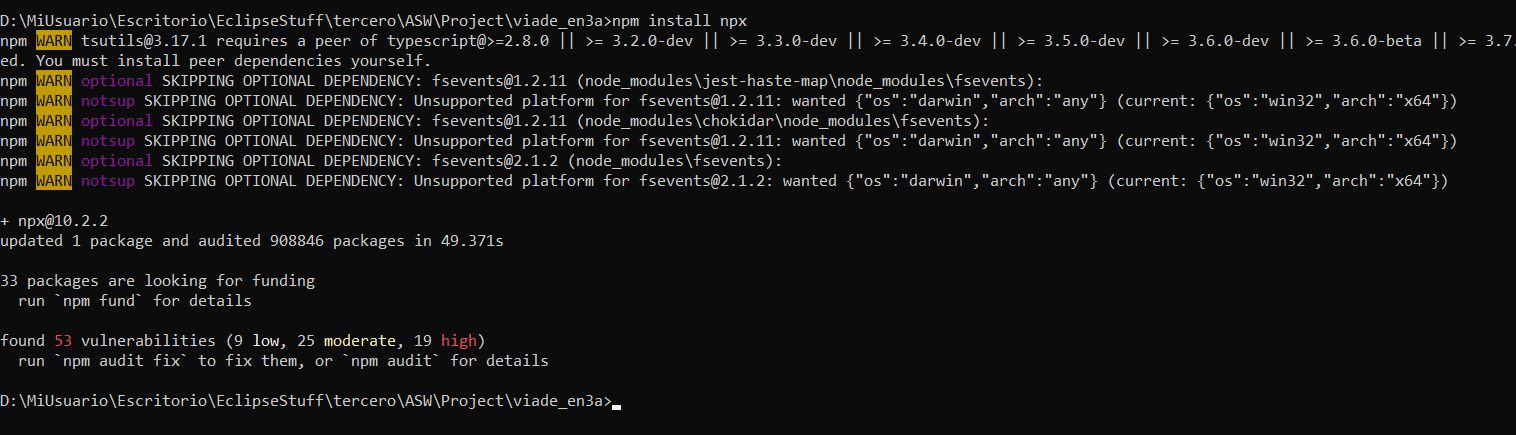 D:\MiUsuario\Escritorio\EclipseStuff\tercero\ASW\Project\viade_en3a>npm install npx
npm WARN tsutils@3.17.1 requires a peer of typescript@>=2.8.0 || >= 3.2.0-dev || >= 3.3.0-dev || >= 3.4.0-dev || >= 3.5.0-dev || >= 3.6.0-dev || >= 3.6.0-beta || >= 3.7.
ed. You must install peer dependencies yourself.
npm WARN optional SKIPPING OPTIONAL DEPENDENCY: fsevents@1.2.11 (node_modules\jest-haste-map\node_modules\fsevents):
npm WARN notsup SKIPPING OPTIONAL DEPENDENCY: Unsupported platform for fsevents@1.2.11: wanted {"os":"darwin","arch":"any"} (current: {"os":"win32","arch":"x64"})
npm WARN optional SKIPPING OPTIONAL DEPENDENCY: fsevents@1.2.11 (node_modules\chokidar\node_modules\fsevents):
npm WARN notsup SKIPPING OPTIONAL DEPENDENCY: Unsupported platform for fsevents@1.2.11: wanted {"os":"darwin","arch":"any"} (current: {"os":"win32","arch":"x64"})
npm WARN optional SKIPPING OPTIONAL DEPENDENCY: fsevents@2.1.2 (node_modules\fsevents):
npm WARN notsup SKIPPING OPTIONAL DEPENDENCY: Unsupported platform for fsevents@2.1.2: wanted {"os":"darwin","arch":"any"} (current: {"os":"win32","arch":"x64"})
+ npx@10.2.2
updated 1 package and audited 908846 packages in 49.371s
33 packages are looking for funding
run `npm fund` for details
found 53 vulnerabilities (9 low, 25 moderate, 19 high)
run `npm audit fix` to fix them, or `npm audit` for details
D:\MiUsuario\Escritorio\EclipseStuff\tercero\ASW\Project\viade_en3a>